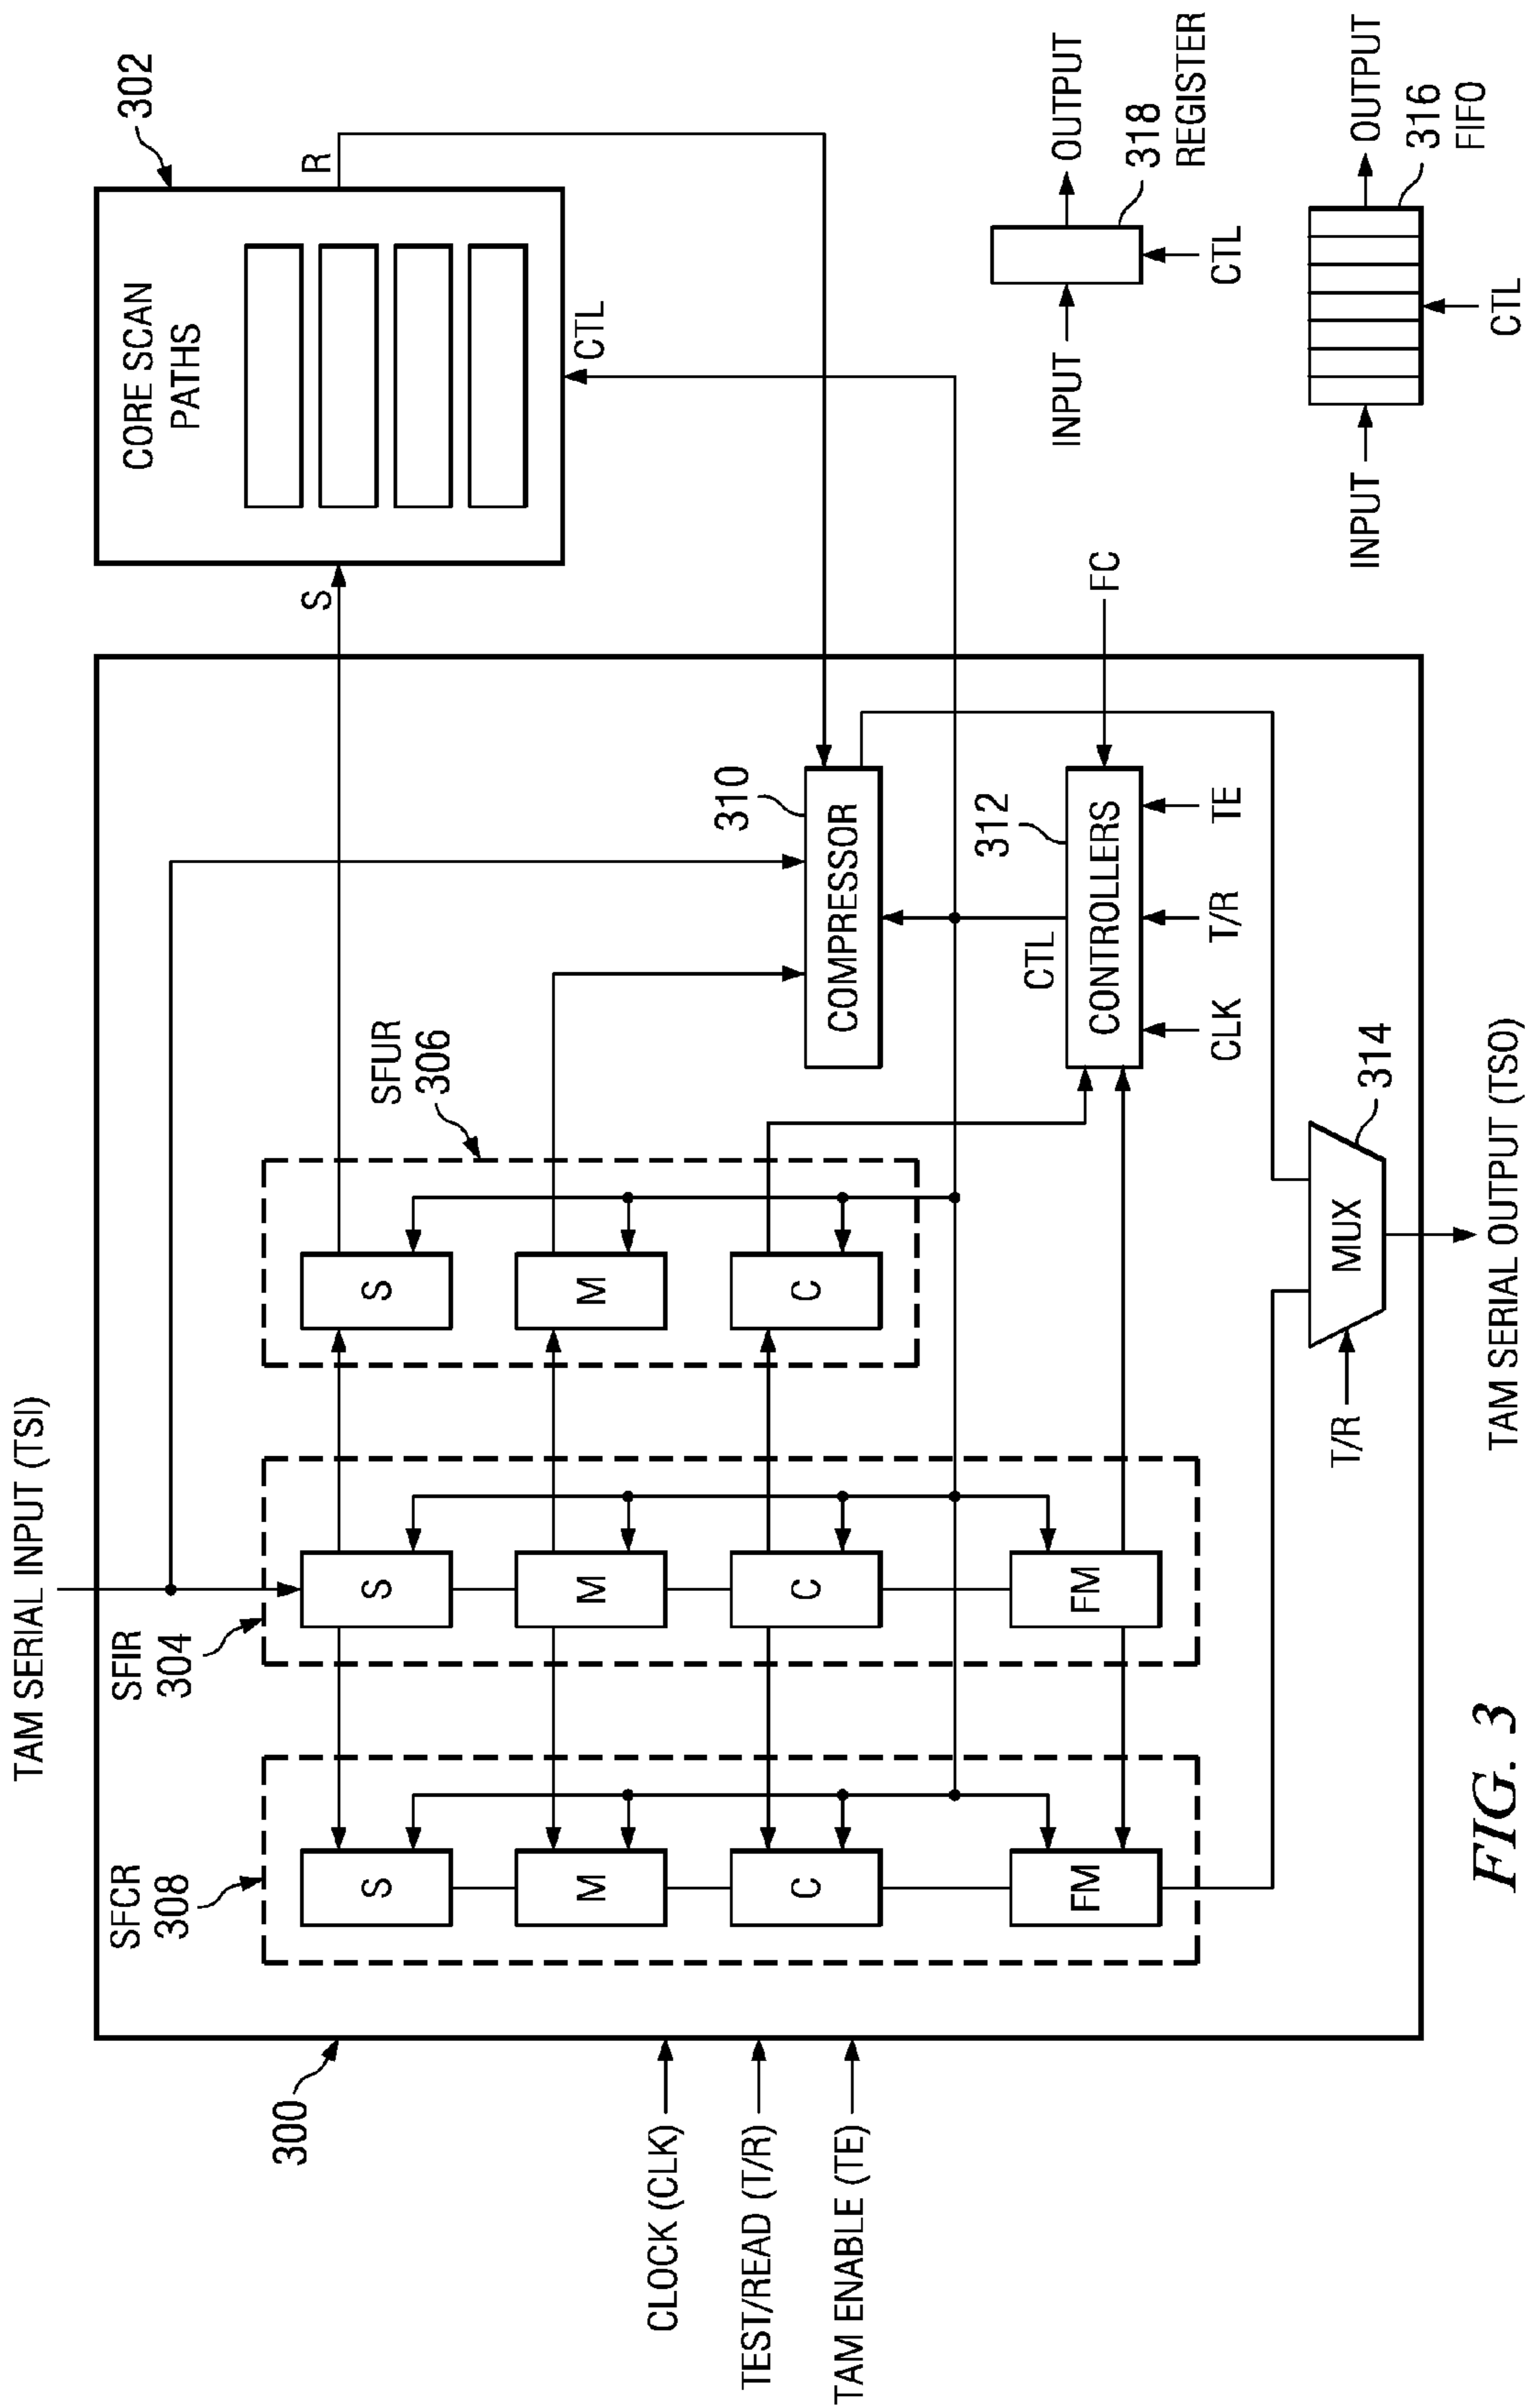 TAM SERIAL INPUT (TSI)
302
CORE SCAN
PATHS
R
S
CTL
SFCR
308
SFIR
304
SFUR
306
S
M
C
FM
S
M
C
FM
S
M
C
310
COMPRESSOR
CTL
312
CONTROLLERS
FC
CLK
T/R
TE
300
CLOCK (CLK)
TEST/READ (T/R)
TAM ENABLE (TE)
T/R
MUX
314
TAM SERIAL OUTPUT (TSO)
INPUT
OUTPUT
318
REGISTER
CTL
INPUT
OUTPUT
316
FIFO
CTL
FIG. 3